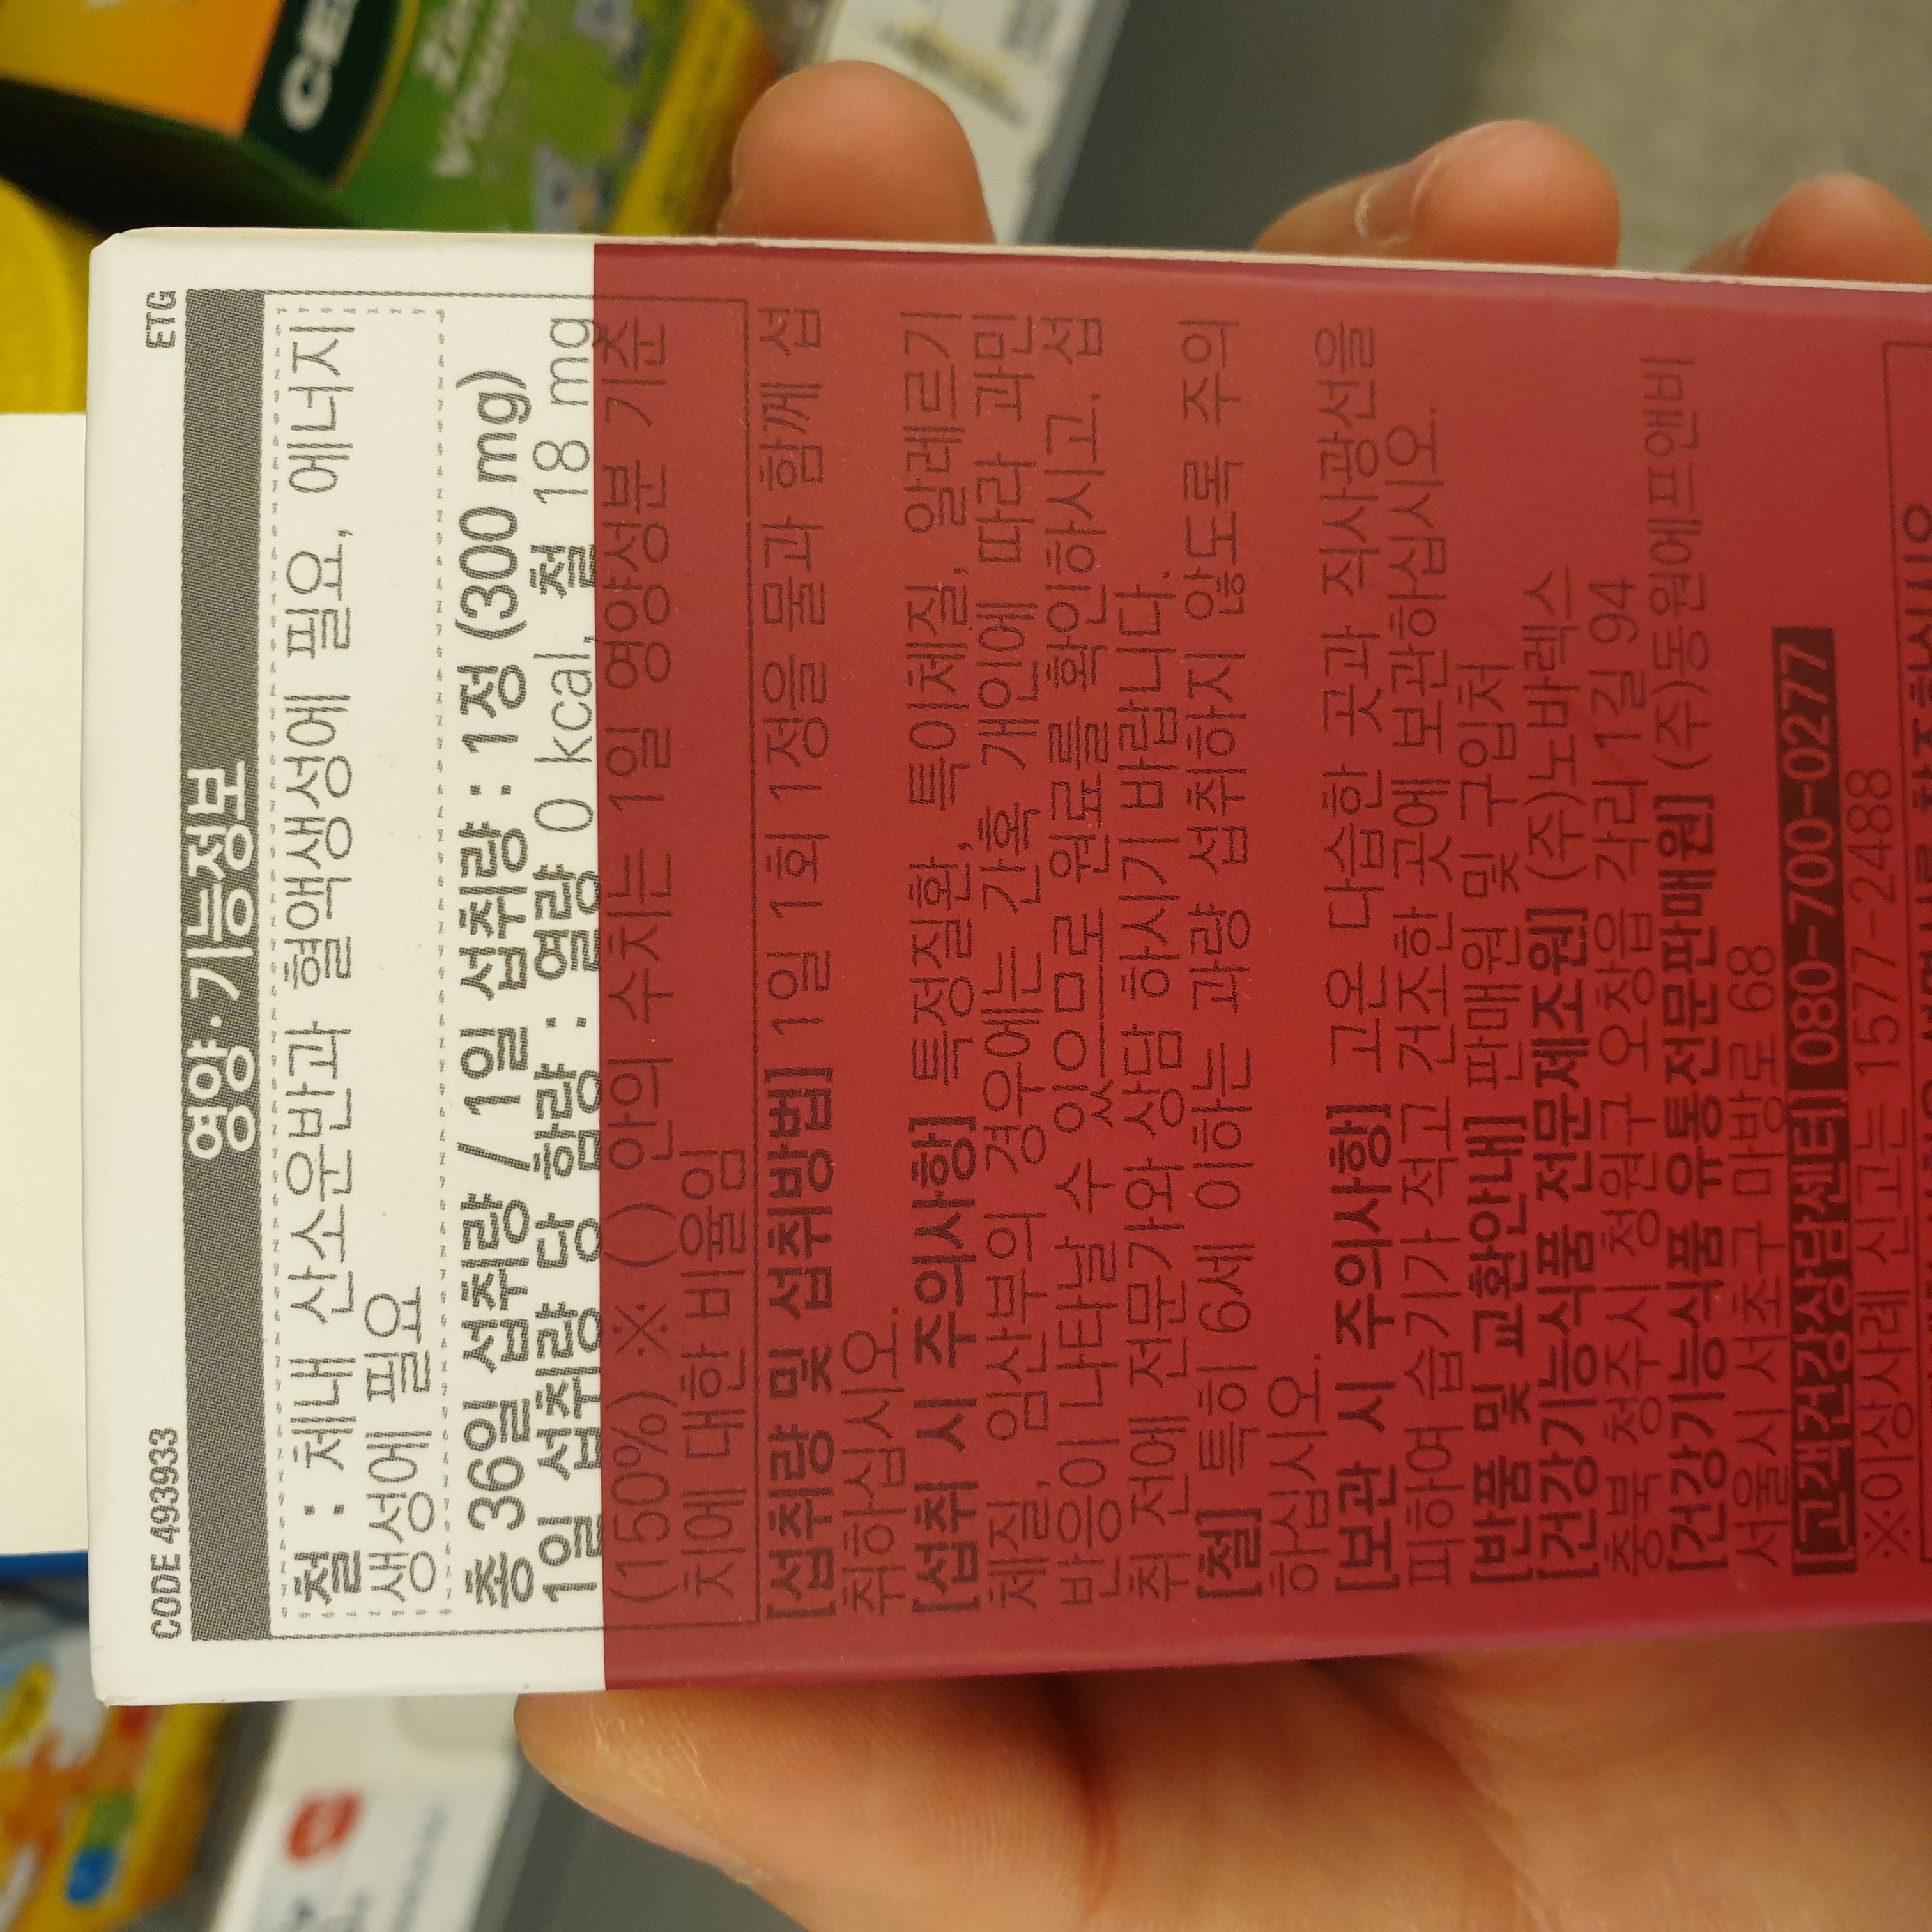 CODE 493933
ETG
영양·기능정보
철 : 체내 산소운반과 혈액생성에 필요, 에너지
생성에 필요
총 36일 섭취량 / 1일 섭취량 : 1정 (300 mg)
1일 섭취량 당 함량 : 열량 0 kcal, 철 18 mg
(150%) ※ ( ) 안의 수치는 1일 영양성분 기준
치에 대한 비율임
[섭취량 및 섭취방법] 1일 1회 1정을 물과 함께 섭
취하십시오.
[섭취 시 주의사항] 특정질환, 특이체질, 알레르기
체질, 임산부의 경우에는 간혹 개인에 따라 과민
반응이 나타날 수 있으므로 원료를 확인하시고, 섭
취 전에 전문가와 상담 하시기 바랍니다.
[철] 특히 6세 이하는 과량 섭취하지 않도록 주의
하십시오.
[보관 시 주의사항] 고온 다습한 곳과 직사광선을
피하여 습기가 적고 건조한 곳에 보관하십시오.
[반품 및 교환안내] 판매원 및 구입처
[건강기능식품 전문제조원] (주)노바렉스
충북 청주시 청원구 오창읍 각리 1길 94
[건강기능식품 유통전문판매원] (주)동원에프앤비
서울시 서초구 마방로 68
[고객건강상담센터] 080-700-0277
※이상사례 신고는 1577-2488